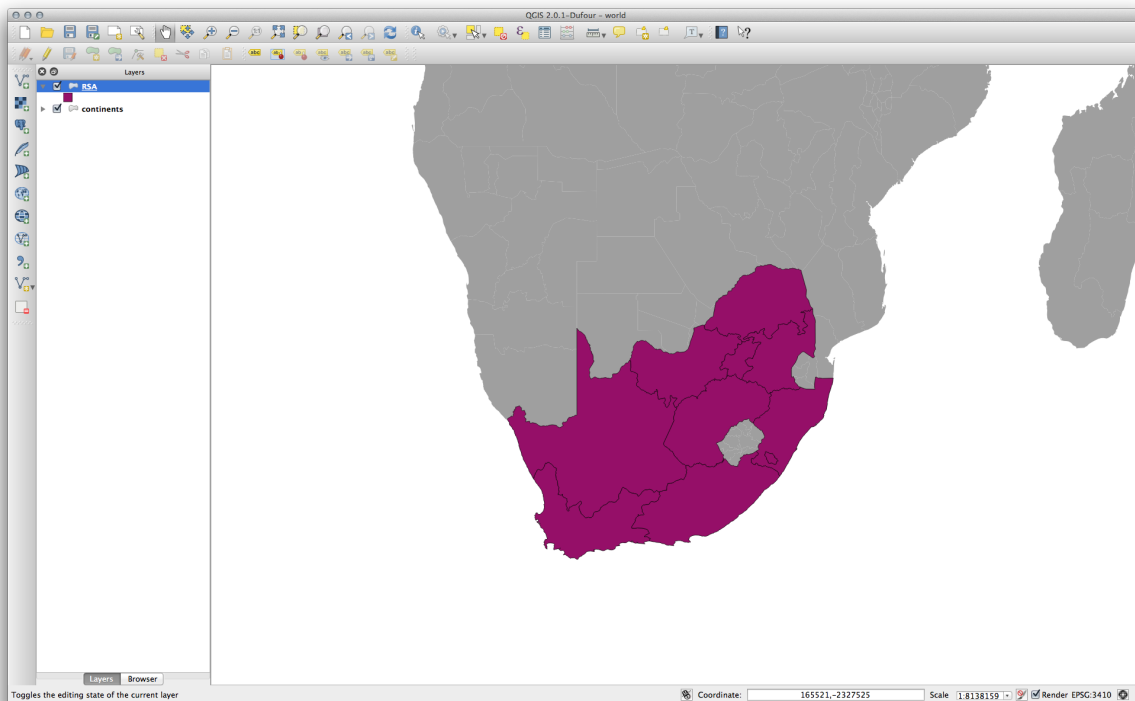 QGIS 2.0.1-Dufour - world
Layers
RSA
continents
Layers Browser
Toggles the editing state of the current layer
Coordinate: 165521,-2327525 Scale 1:8138159 Render EPSG:3410